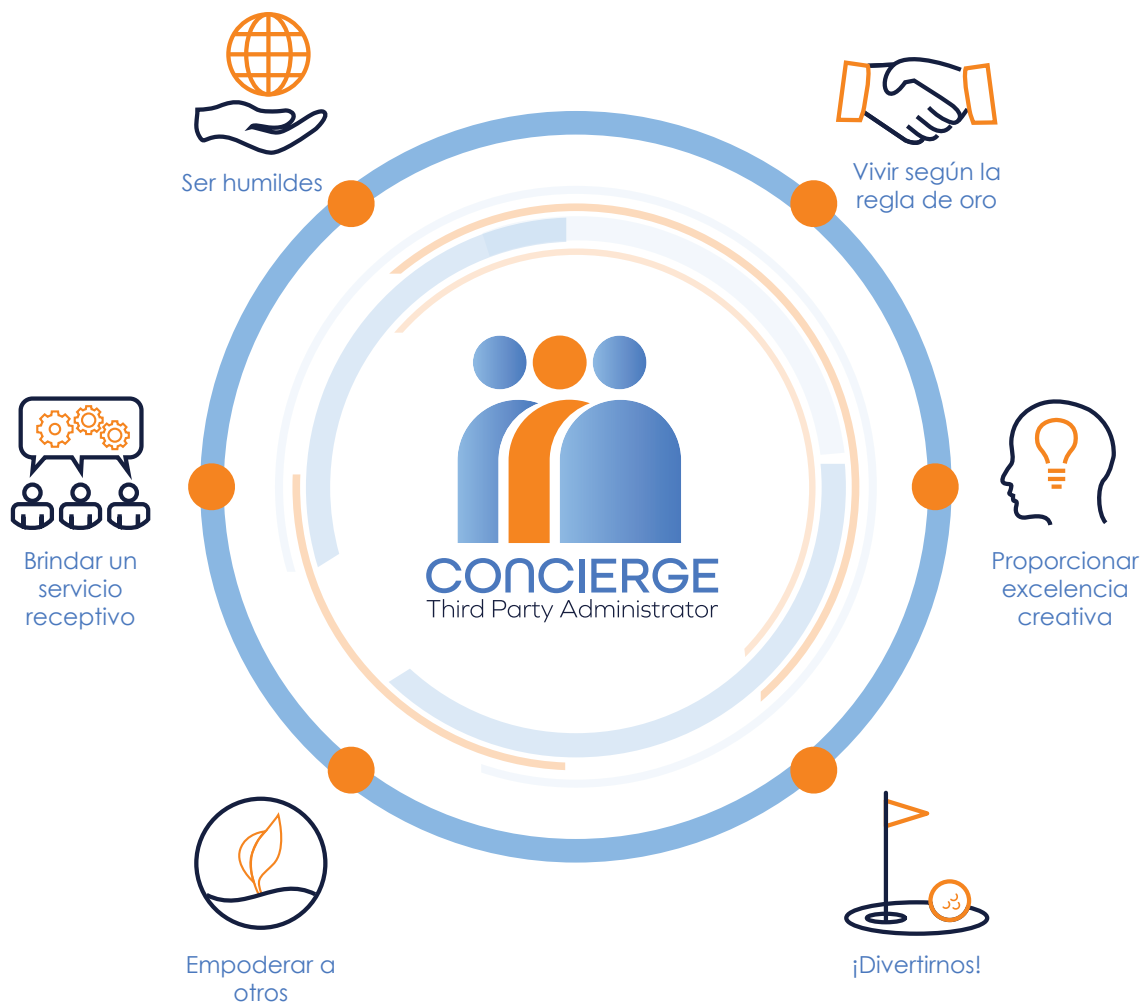 Ser humildes
Vivir según la
regla de oro
CONCIERGE
Third Party Administrator
Brindar un
servicio
receptivo
Proporcionar
excelencia
creativa
Empoderar a
otros
¡Divertirnos!